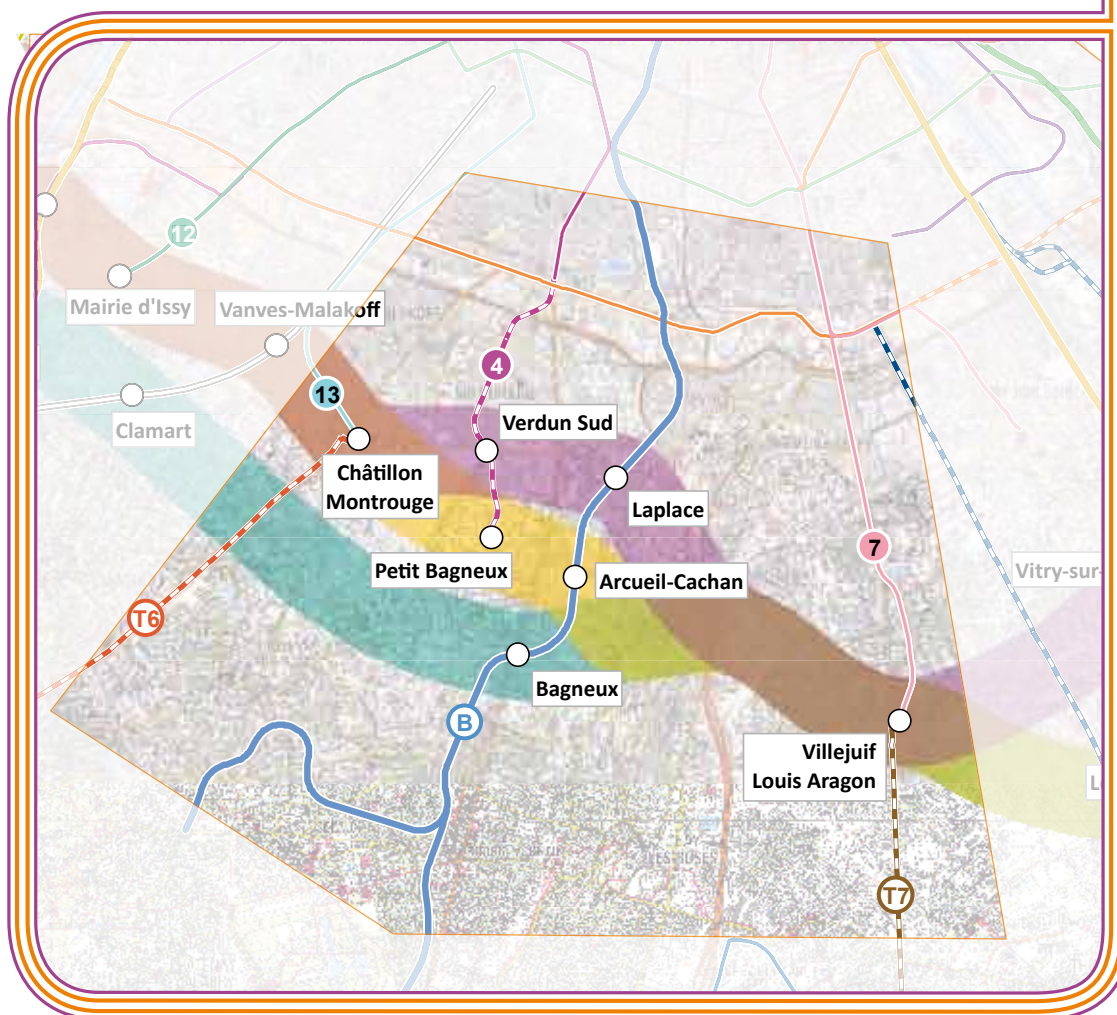 12
Mairie d'Issy
Vanves-Malakoff
4
13
Clamart
Verdun Sud
Châtillon
Montrouge
Laplace
7
Petit Bagneux
Arcueil-Cachan
Vitry-sur-
T6
Bagneux
B
Villejuif
Louis Aragon
T7